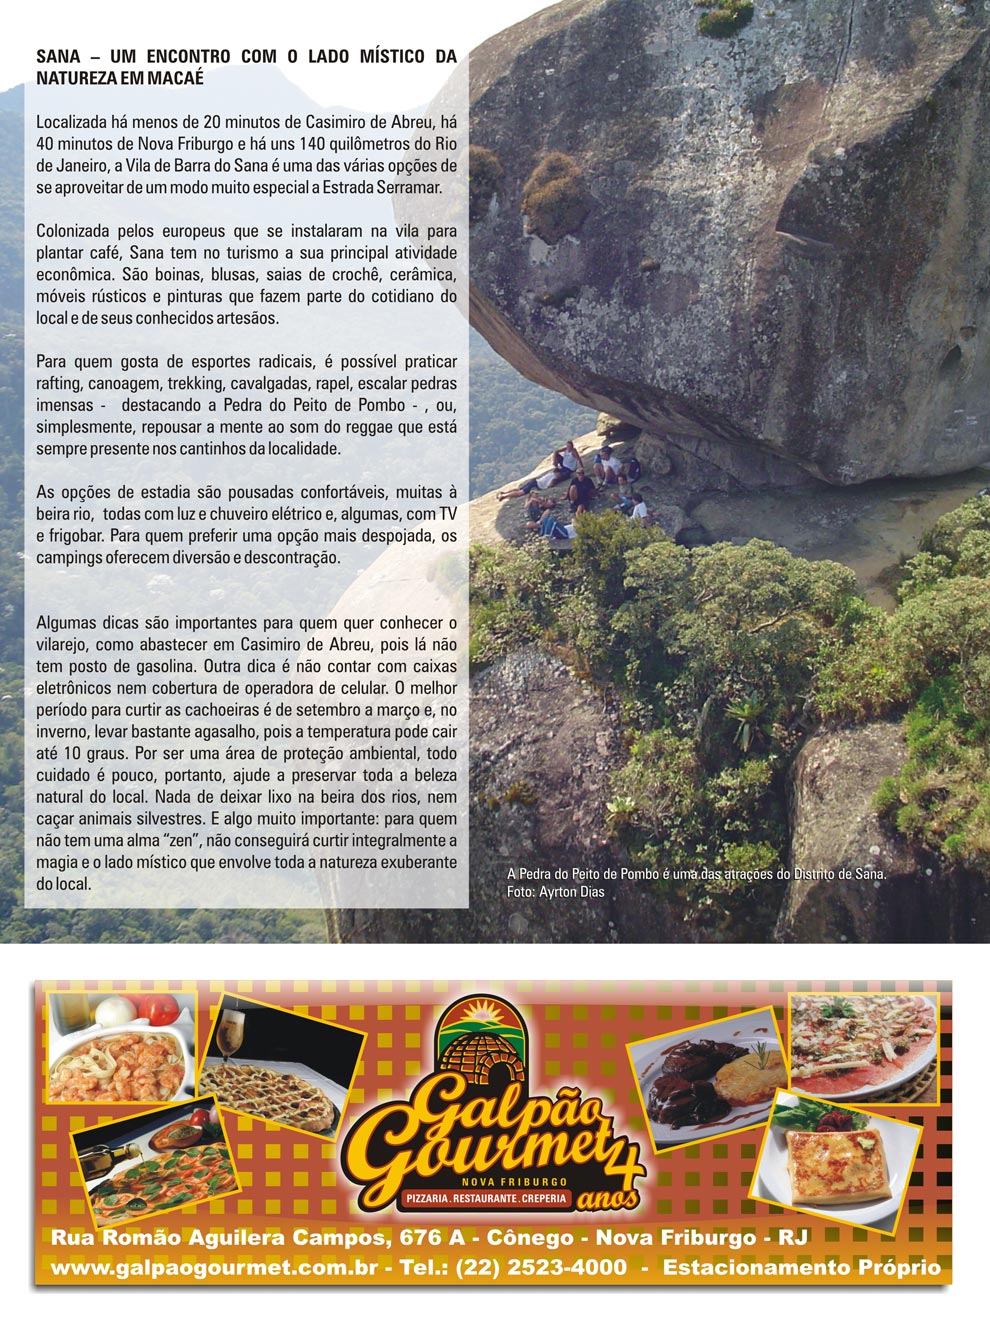 SANA – UM ENCONTRO COM O LADO MÍSTICO DA
NATUREZA EM MACAÉ
Localizada há menos de 20 minutos de Casimiro de Abreu, há
40 minutos de Nova Friburgo e há uns 140 quilômetros do Rio
de Janeiro, a Vila de Barra do Sana é uma das várias opções de
se aproveitar de um modo muito especial a Estrada Serramar.
Colonizada pelos europeus que se instalaram na vila para
plantar café, Sana tem no turismo a sua principal atividade
econômica. São boinas, blusas, saias de crochê, cerâmica,
móveis rústicos e pinturas que fazem parte do cotidiano do
local e de seus conhecidos artesãos.
Para quem gosta de esportes radicais, é possível praticar
rafting, canoagem, trekking, cavalgadas, rapel, escalar pedras
imensas - destacando a Pedra do Peito de Pombo - , ou,
simplesmente, repousar a mente ao som do reggae que está
sempre presente nos cantinhos da localidade.
As opções de estadia são pousadas confortáveis, muitas à
beira rio, todas com luz e chuveiro elétrico e, algumas, com TV
e frigobar. Para quem preferir uma opção mais despojada, os
campings oferecem diversão e descontração.
Algumas dicas são importantes para quem quer conhecer o
vilarejo, como abastecer em Casimiro de Abreu, pois lá não
tem posto de gasolina. Outra dica é não contar com caixas
eletrônicos nem cobertura de operadora de celular. O melhor
período para curtir as cachoeiras é de setembro a março e, no
inverno, levar bastante agasalho, pois a temperatura pode cair
até 10 graus. Por ser uma área de proteção ambiental, todo
cuidado é pouco, portanto, ajude a preservar toda a beleza
natural do local. Nada de deixar lixo na beira dos rios, nem
caçar animais silvestres. E algo muito importante: para quem
não tem uma alma “zen”, não conseguirá curtir integralmente a
magia e o lado místico que envolve toda a natureza exuberante
do local.
A Pedra do Peito de Pombo é uma das atrações do Distrito de Sana.
Foto: Ayrton Dias
Galpão
Gourmet 4
NOVA FRIBURGO
PIZZARIA . RESTAURANTE . CREPERIA
anos
Rua Romão Aguilera Campos, 676 A - Cônego - Nova Friburgo - RJ
www.galpaogourmet.com.br - Tel.: (22) 2523-4000 - Estacionamento Próprio